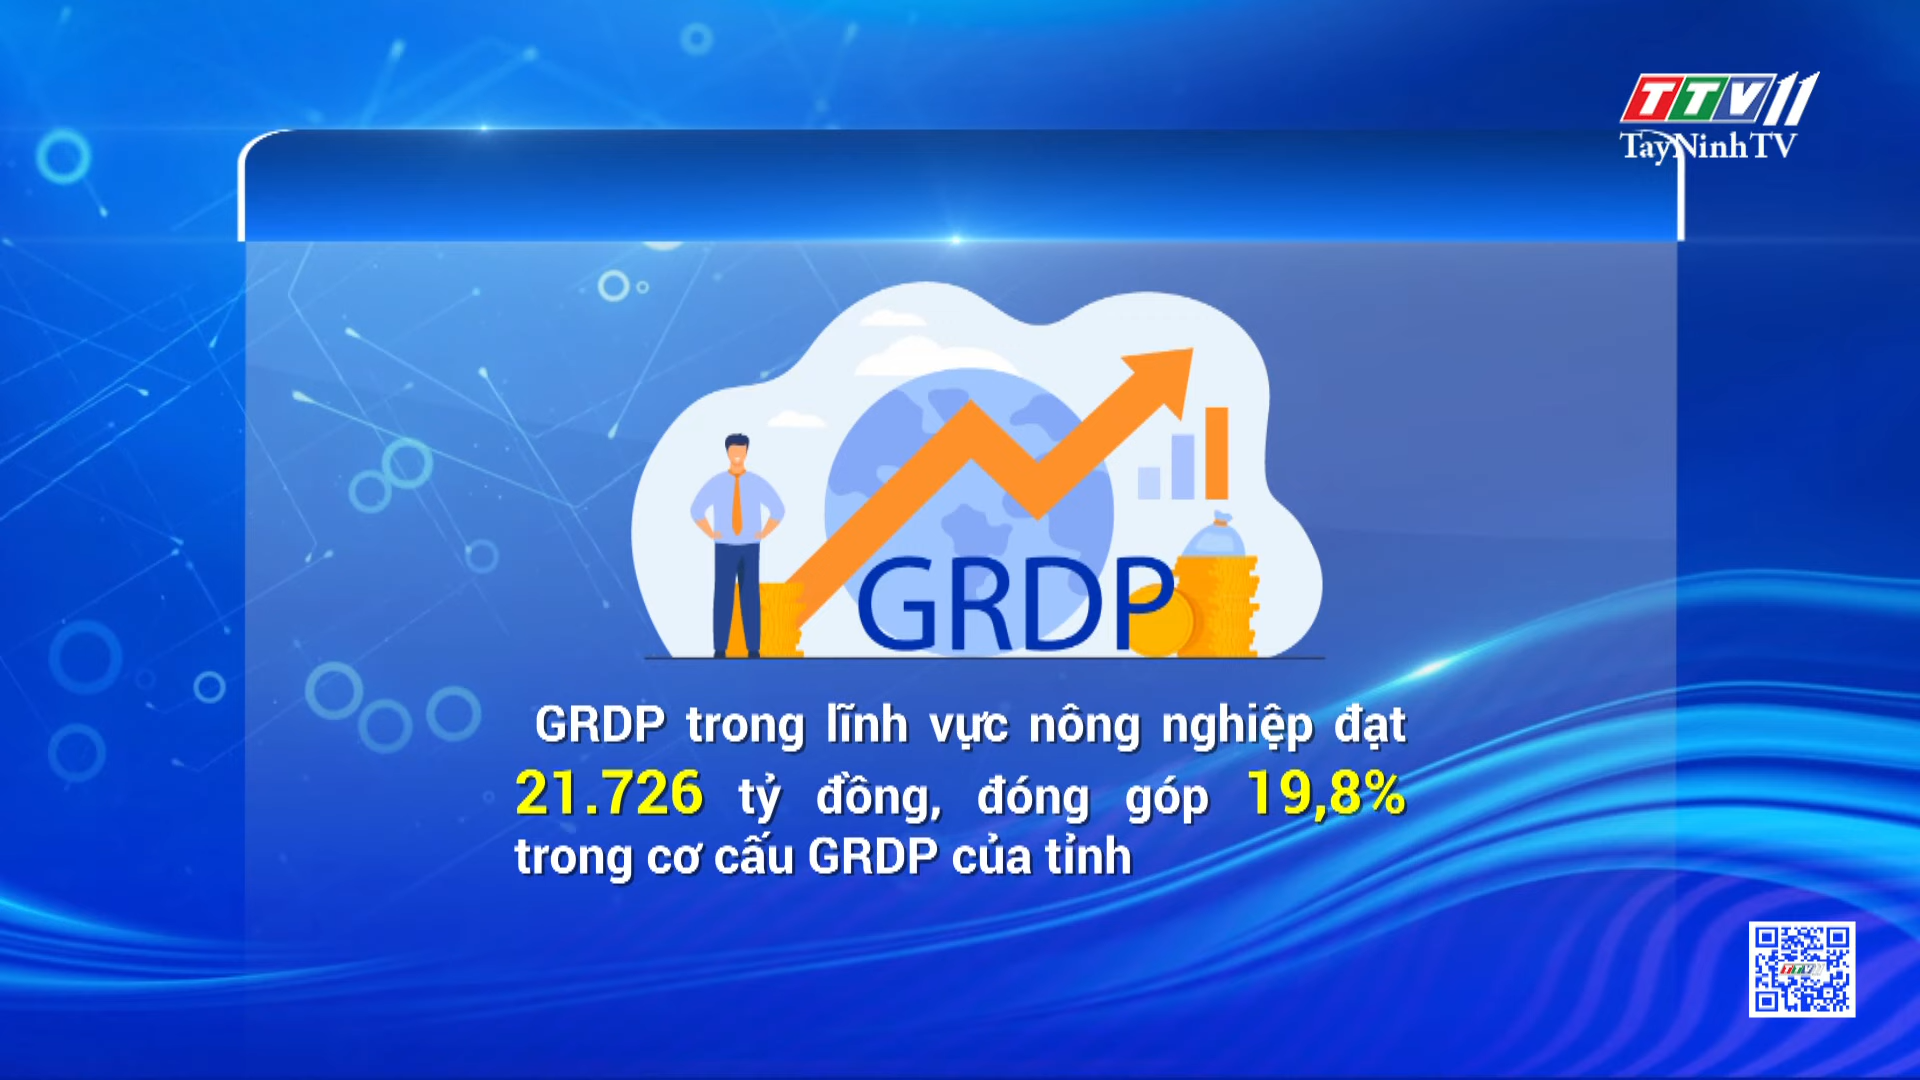 TTV11
TayNinhTV
GRDP
GRDP trong lĩnh vực nông nghiệp đạt
21.726 tỷ đồng, đóng góp 19,8%
trong cơ cấu GRDP của tỉnh
TTV11